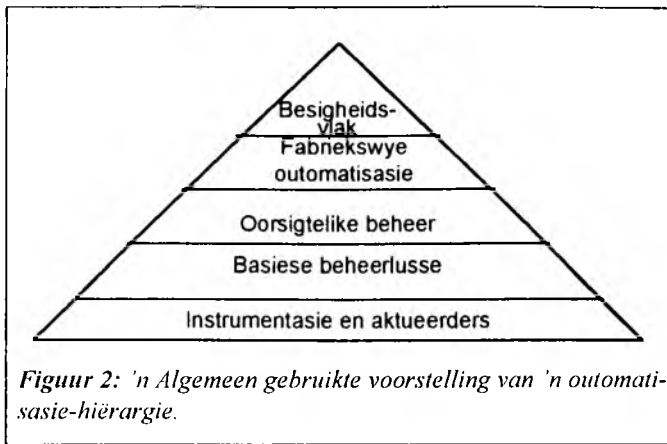 Besigheids-
vlak
Fabriekswye
outomatisasie
Oorsigtelike beheer
Basiese beheerlusse
Instrumentasie en aktueerders
Figuur 2: 'n Algemeen gebruikte voorstelling van 'n outomati-
sasie-hiërargie.